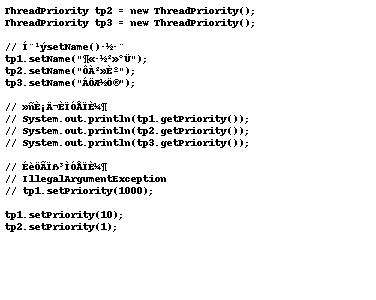 ThreadPriority tp2 = new ThreadPriority();
ThreadPriority tp3 = new ThreadPriority();
// Í¨¹ýsetName()·½·¨
tp1.setName("¶«·½²»°Ü");
tp2.setName("ÔÀ²»Èº");
tp3.setName("ÁÖÆ½Ö®");
// »ñÈ¡Ä¬ÈÏÓÅÏÈ¼¶
// System.out.println(tp1.getPriority());
// System.out.println(tp2.getPriority());
// System.out.println(tp3.getPriority());
// ÉèÖÃÏß³ÌÓÅÏÈ¼¶
// IllegalArgumentException
// tp1.setPriority(1000);
tp1.setPriority(10);
tp2.setPriority(1);